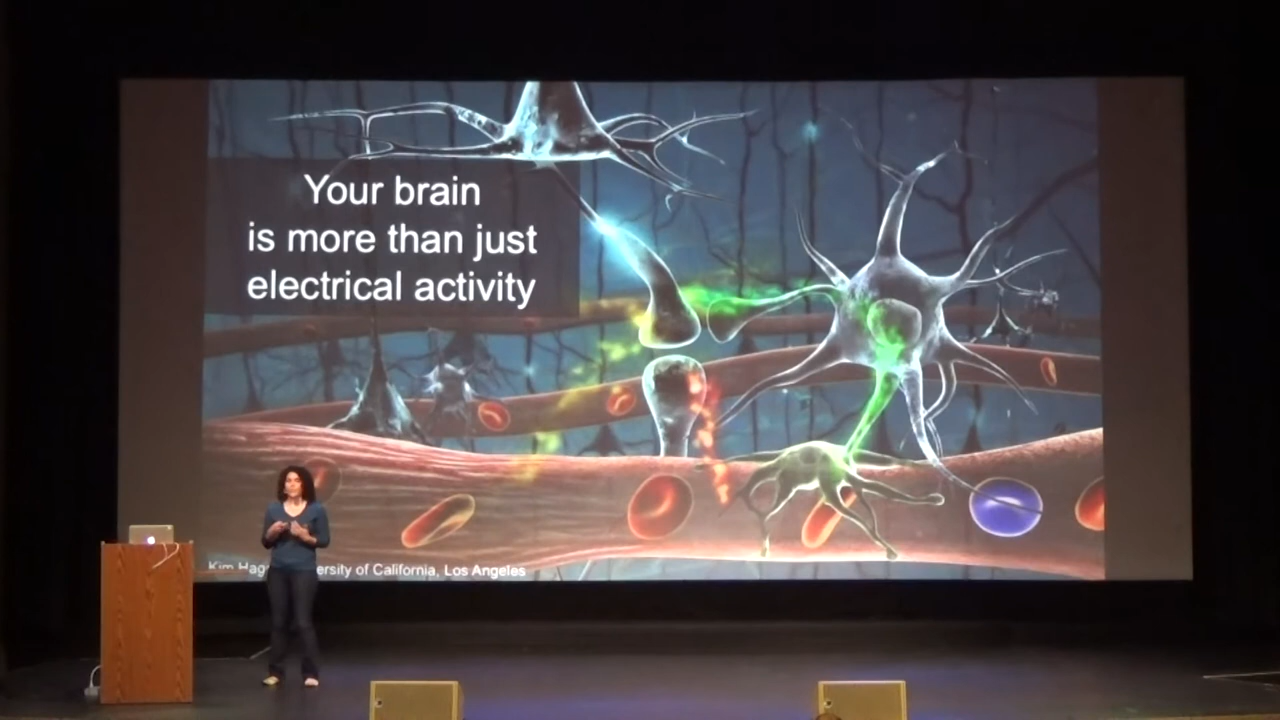 Your brain
is more than just
electrical activity
Kim of California, Los Angeles